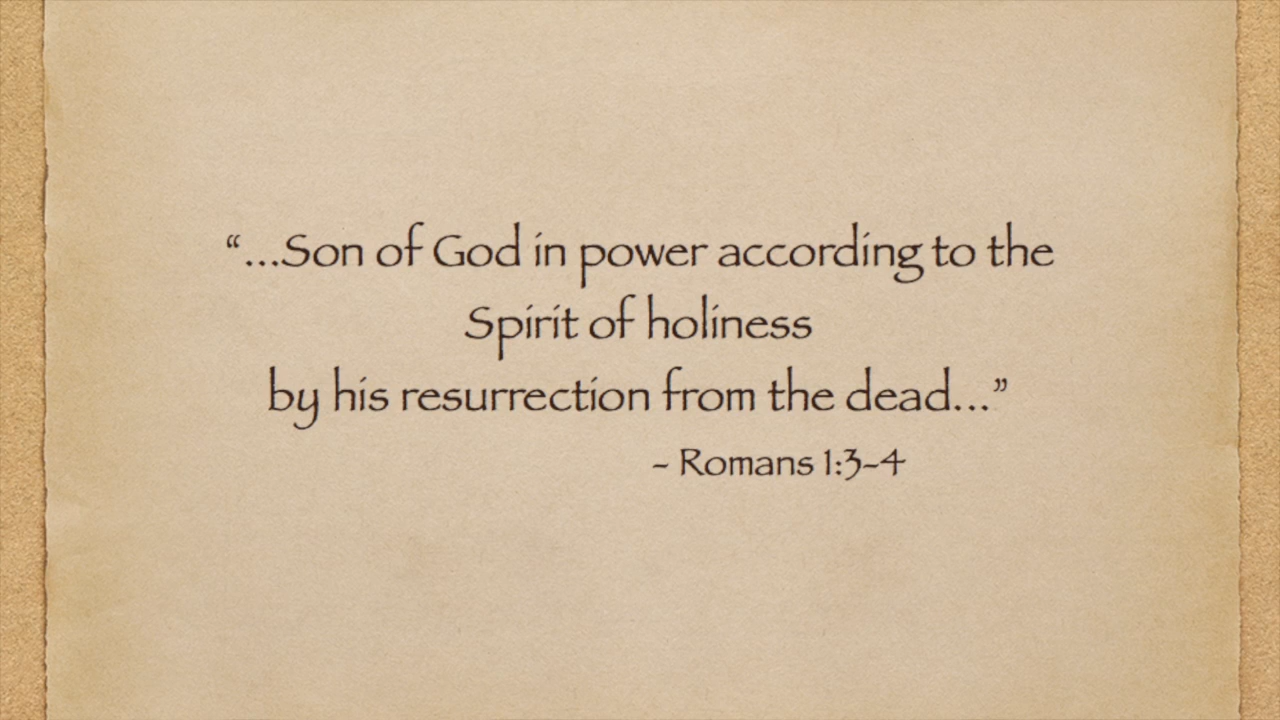 “...Son of God in power according to the
Spirit of holiness
by his resurrection from the dead...”
- Romans 1:3-4